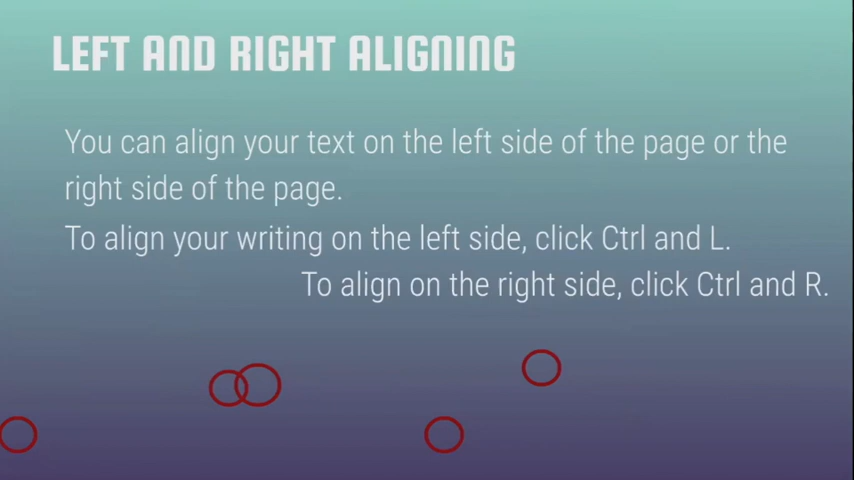 LEFT AND RIGHT ALIGNING
You can align your text on the left side of the page or the
right side of the page.
To align your writing on the left side, click Ctrl and L.
To align on the right side, click Ctrl and R.